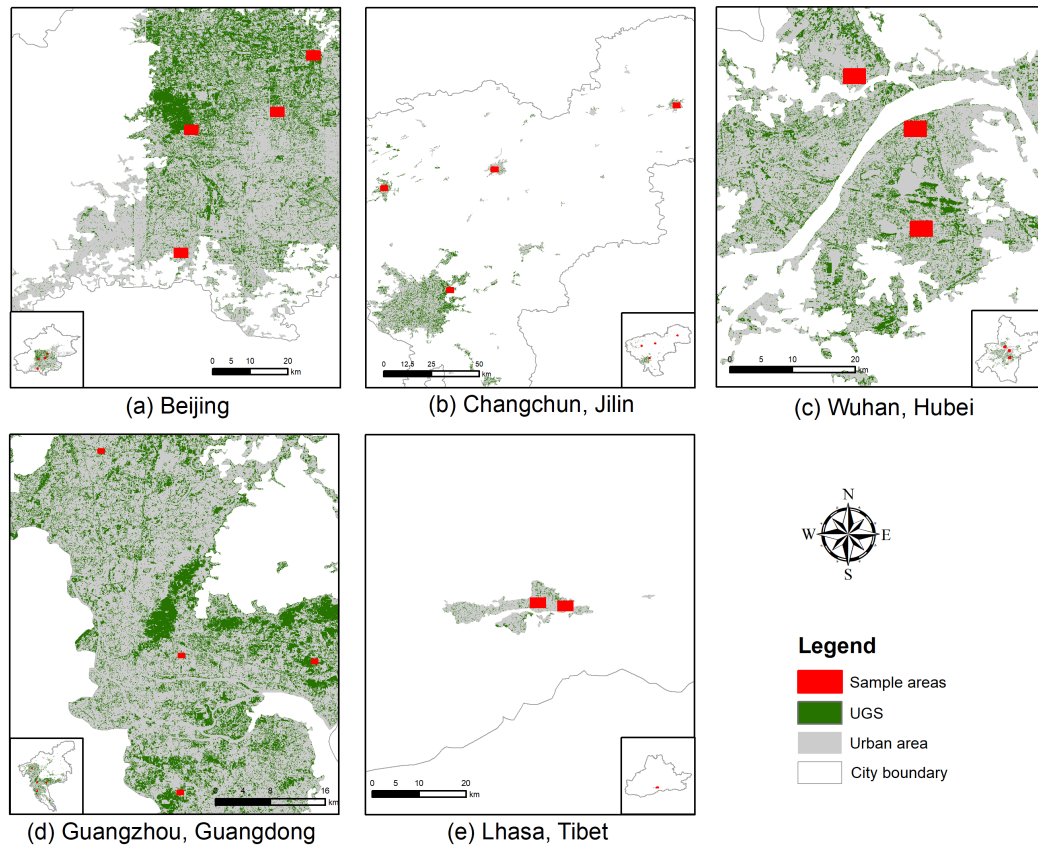 0 5 10 20
km
(a) Beijing
0 12.5 25 50
km
(b) Changchun, Jilin
0 5 10 20
km
(c) Wuhan, Hubei
0 4 8 16
km
(d) Guangzhou, Guangdong
0 5 10 20
km
(e) Lhasa, Tibet
N
W E
S
Legend
Sample areas
UGS
Urban area
City boundary